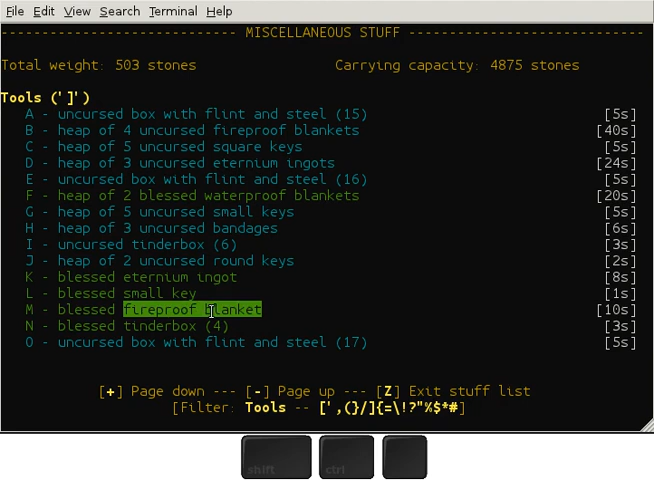 File Edit View Search Terminal Help
--------------------------- MISCELLANEOUS STUFF ---------------------------
Total weight: 503 stones Carrying capacity: 4875 stones
Tools (']')
A - uncursed box with flint and steel (15) [5s]
B - heap of 4 uncursed fireproof blankets [40s]
C - heap of 5 uncursed square keys [5s]
D - heap of 3 uncursed eternium ingots [24s]
E - uncursed box with flint and steel (16) [5s]
F - heap of 2 blessed waterproof blankets [20s]
G - heap of 5 uncursed small keys [5s]
H - heap of 3 uncursed bandages [6s]
I - uncursed tinderbox (6) [3s]
J - heap of 2 uncursed round keys [2s]
K - blessed eternium ingot [8s]
L - blessed small key [1s]
M - blessed fireproof blanket [10s]
N - blessed tinderbox (4) [3s]
O - uncursed box with flint and steel (17) [5s]
[+] Page down --- [-] Page up --- [Z] Exit stuff list
[Filter: Tools -- [',(}/]{=\!?"%$*#]
shift ctrl